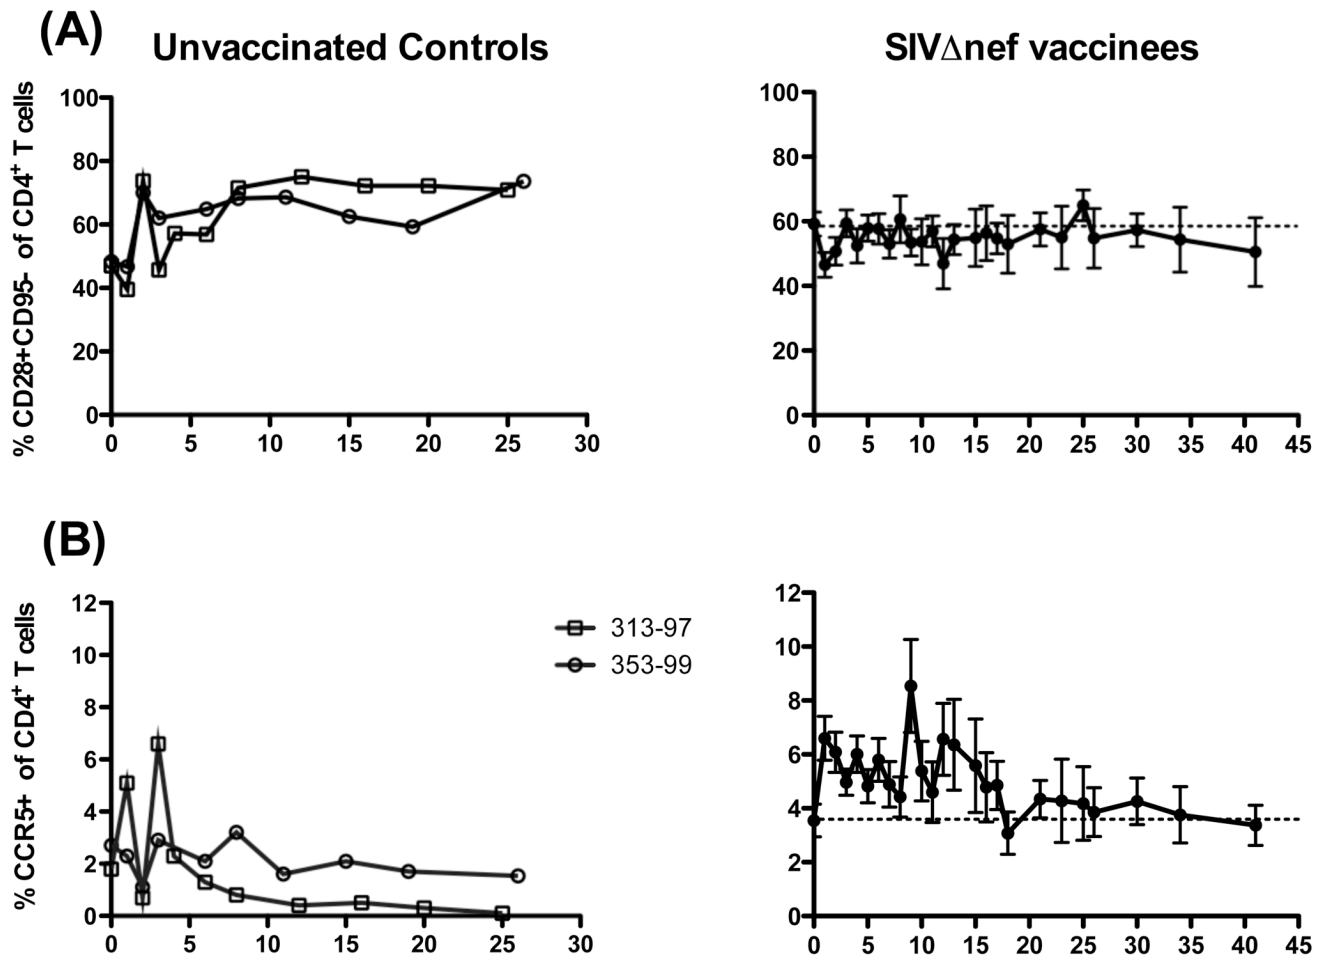 (A)
Unvaccinated Controls
SIVΔnef vaccinees
% CD28+CD95- of CD4⁺ T cells
100
80
60
40
20
0
0 5 10 15 20 25 30
100
80
60
40
20
0
0 5 10 15 20 25 30 35 40 45
(B)
% CCR5+ of CD4⁺ T cells
12
10
8
6
4
2
0
0 5 10 15 20 25 30
313-97
353-99
12
10
8
6
4
2
0
0 5 10 15 20 25 30 35 40 45